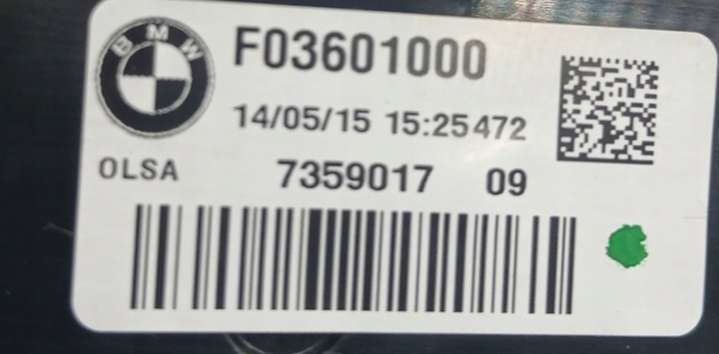 BMW
F03601000
14/05/15 15:25472
OLSA
7359017 09